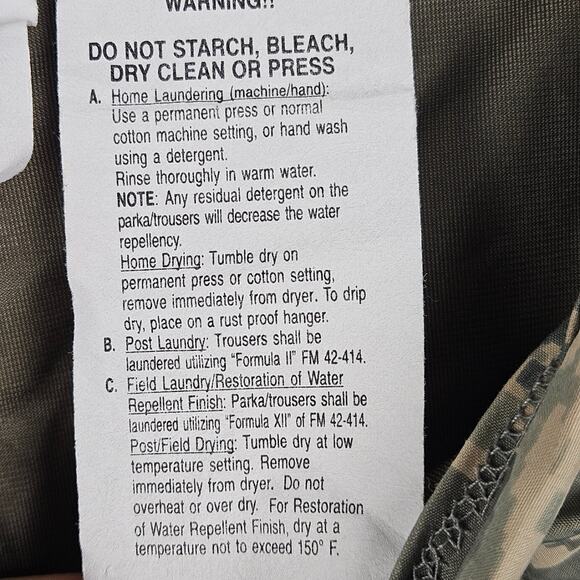 WARNING!!
DO NOT STARCH, BLEACH,
DRY CLEAN OR PRESS
A. Home Laundering (machine/hand):
Use a permanent press or normal
cotton machine setting, or hand wash
using a detergent.
Rinse thoroughly in warm water.
NOTE: Any residual detergent on the
parka/trousers will decrease the water
repellency.
Home Drying: Tumble dry on
permanent press or cotton setting,
remove immediately from dryer. To drip
dry, place on a rust proof hanger.
B. Post Laundry: Trousers shall be
laundered utilizing "Formula II" FM 42-414.
C. Field Laundry/Restoration of Water
Repellent Finish: Parka/trousers shall be
laundered utilizing "Formula XII" of FM 42-414.
Post/Field Drying: Tumble dry at low
temperature setting. Remove
immediately from dryer. Do not
overheat or over dry. For Restoration
of Water Repellent Finish, dry at a
temperature not to exceed 150° F.